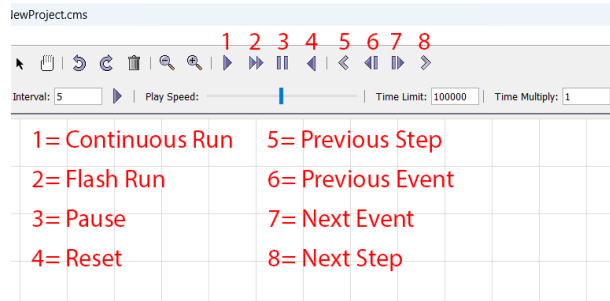 NewProject.cms
1 2 3 4 5 6 7 8
Interval: 5 Play Speed: Time Limit: 100000 Time Multiply: 1
1= Continuous Run 5= Previous Step
2= Flash Run 6= Previous Event
3= Pause 7= Next Event
4= Reset 8= Next Step